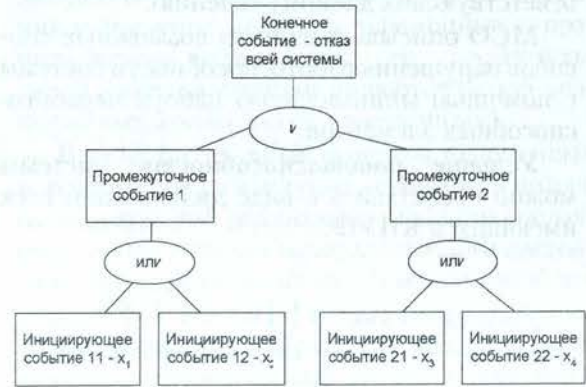 Конечное
событие - отказ
всей системы
и
Промежуточное
событие 1
Промежуточное
событие 2
или
или
Инициирующее
событие 11 - x₁
Инициирующее
событие 12 - x₂
Инициирующее
событие 21 - x₃
Инициирующее
событие 22 - x₄